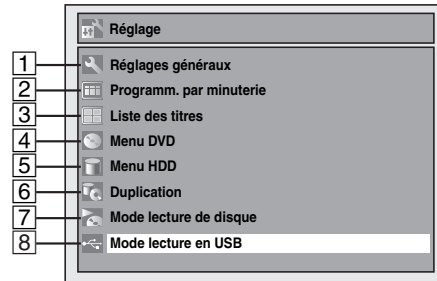 Réglage
1 Réglages généraux
2 Programm. par minuterie
3 Liste des titres
4 Menu DVD
5 Menu HDD
6 Duplication
7 Mode lecture de disque
8 Mode lecture en USB